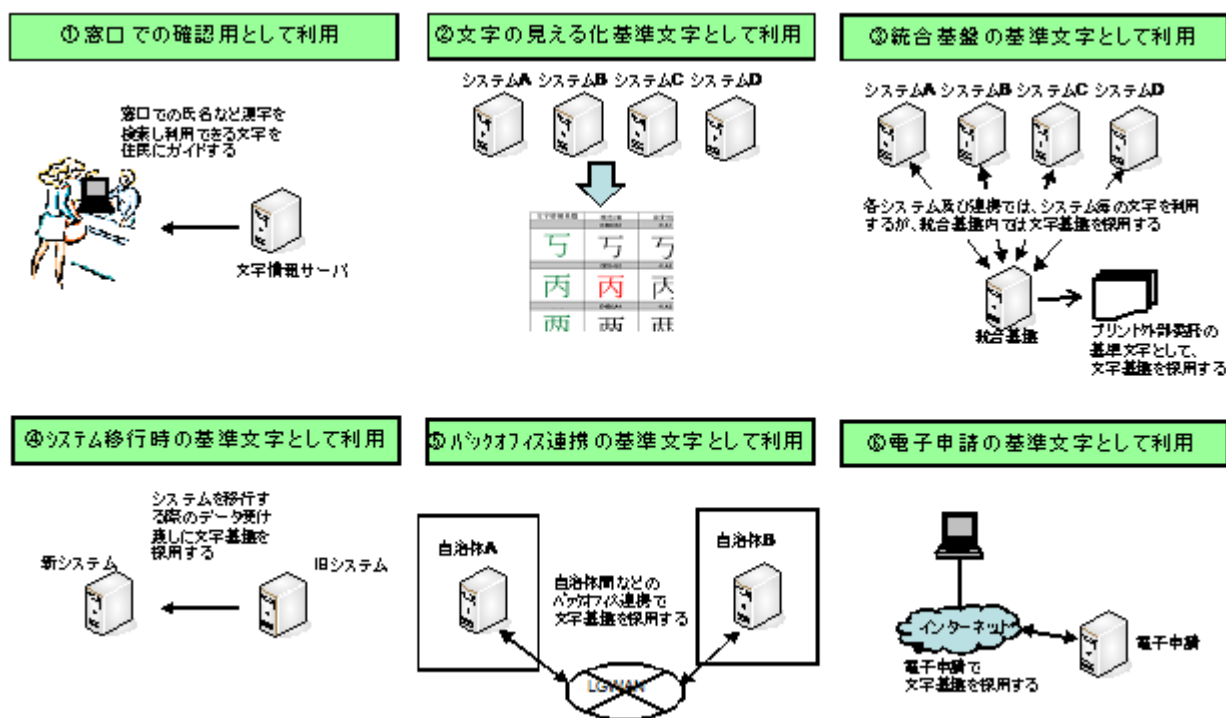 ①窓口での確認用として利用
窓口での氏名など漢字を
検索し利用できる文字を
住民にガイドする
文字情報サーバ
②文字の見える化基準文字として利用
システムA システムB システムC システムD
丂 丂 丂
丙 丙 丙
両 両 両
③統合基盤の基準文字として利用
システムA システムB システムC システムD
各システム及び連携では、システム毎の文字を利用
するが、統合基盤内では文字基盤を採用する
統合基盤
プリント外部委託の
基準文字として、
文字基盤を採用する
④システム移行時の基準文字として利用
システムを移行す
る際のデータ受け
渡しに文字基盤を
採用する
新システム
旧システム
⑤バックオフィス連携の基準文字として利用
自治体A
自治体B
自治体間などの
バックオフィス連携で
文字基盤を採用する
LGWAN
⑥電子申請の基準文字として利用
インターネット
電子申請
電子申請で
文字基盤を採用する